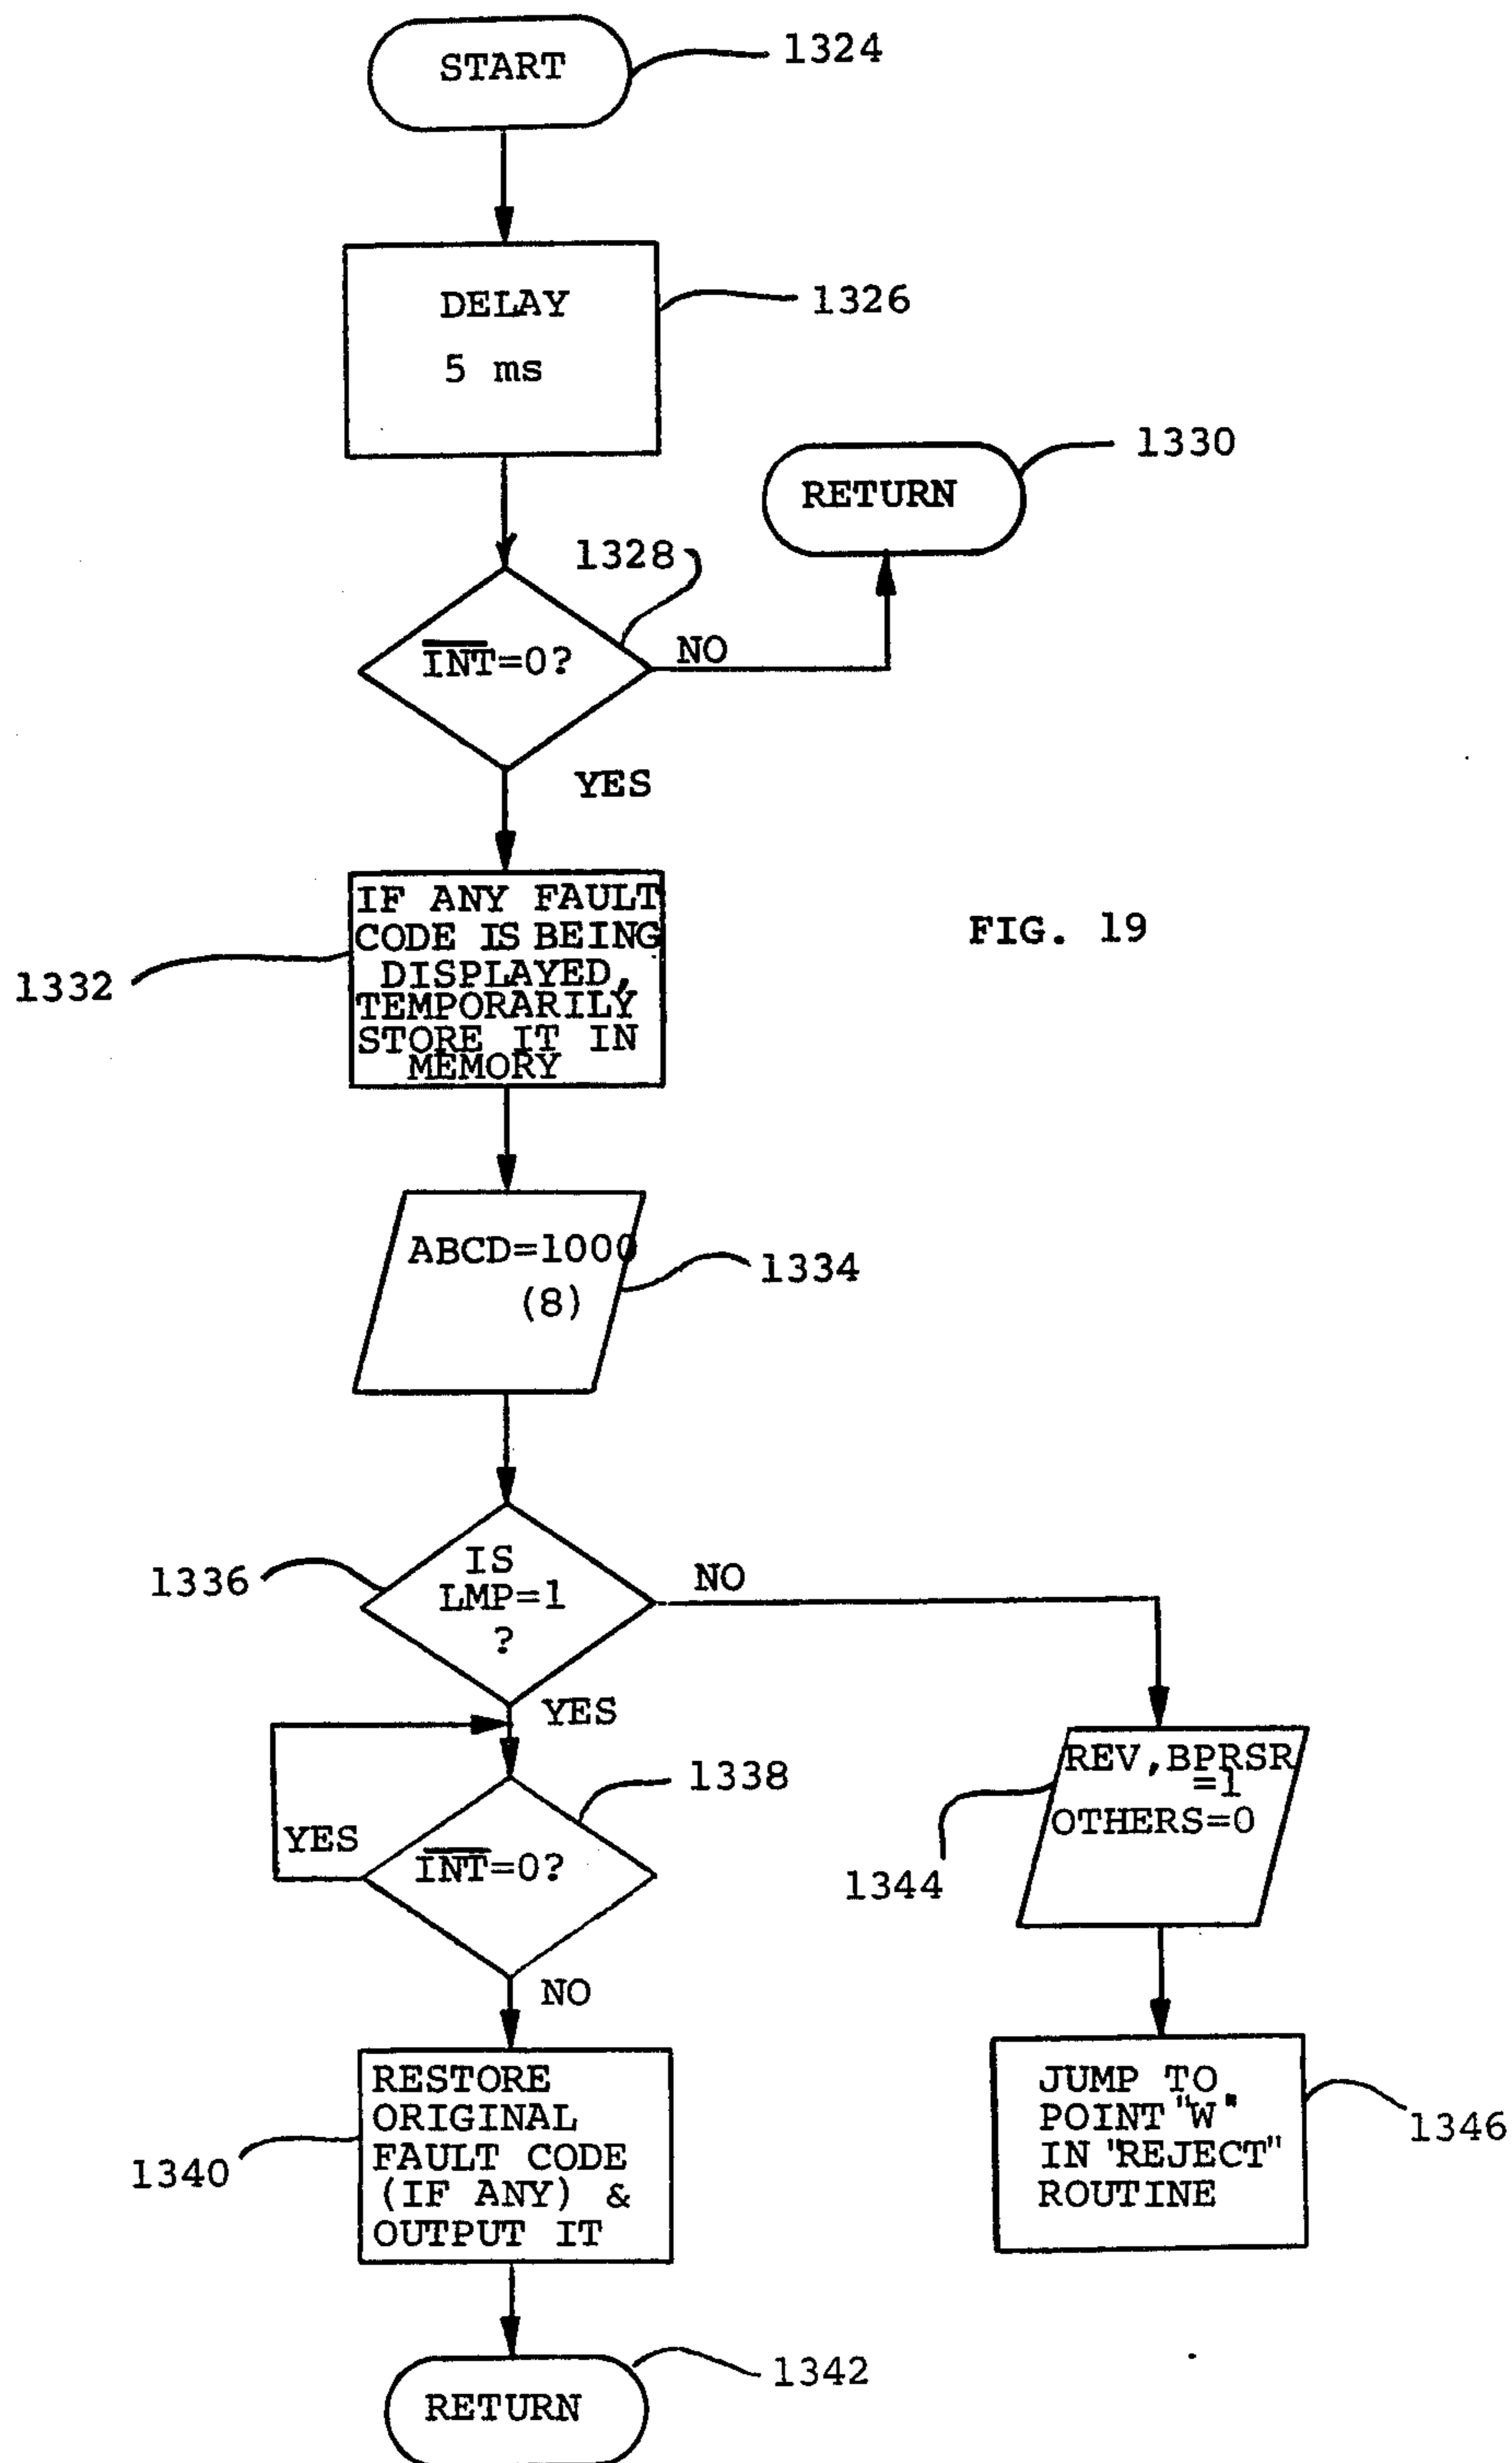 START
1324
DELAY
5 ms
1326
1330
RETURN
1328
INT=0?
NO
YES
IF ANY FAULT
CODE IS BEING
DISPLAYED,
TEMPORARILY
STORE IT IN
MEMORY
1332
FIG. 19
ABCD=1000
(8)
1334
IS
LMP=1
?
1336
NO
YES
1338
INT=0?
YES
NO
REV,BPRSR
=1
OTHERS=0
1344
RESTORE
ORIGINAL
FAULT CODE
(IF ANY) &
OUTPUT IT
1340
JUMP TO
POINT "W"
IN "REJECT"
ROUTINE
1346
RETURN
1342